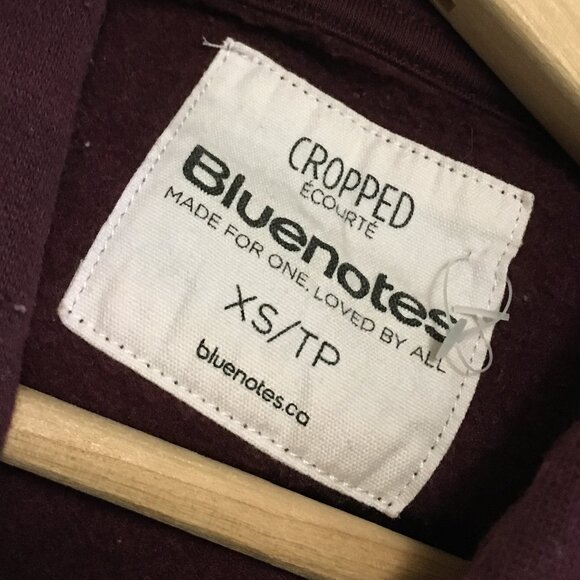 CROPPED
ÉCOURTÉ
Bluenotes
MADE FOR ONE, LOVED BY ALL
XS/TP
bluenotes.ca